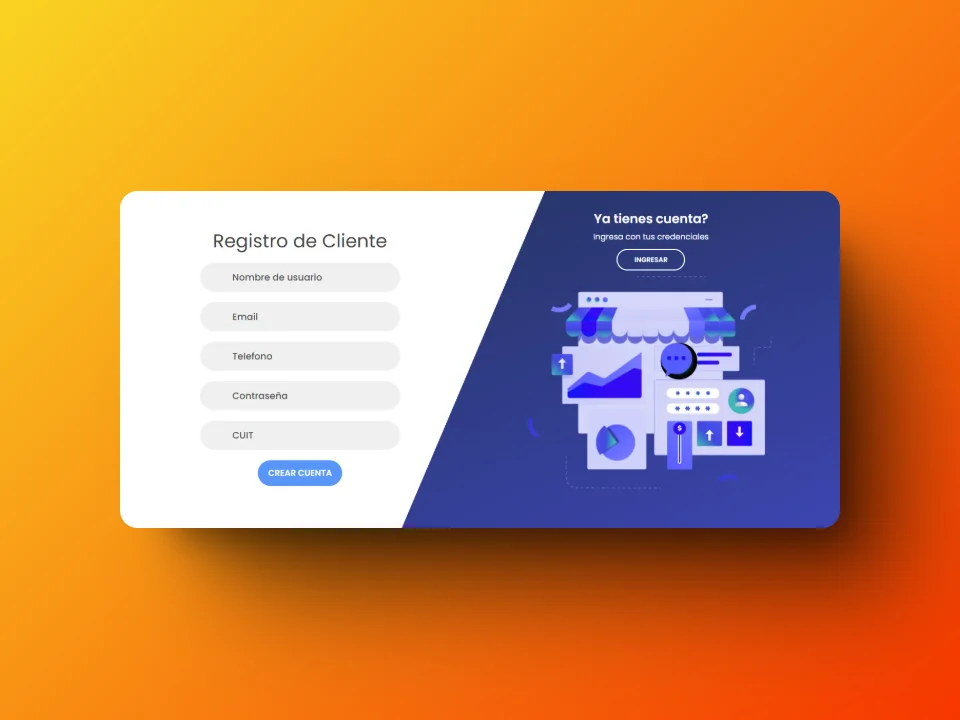 Registro de Cliente
Nombre de usuario
Email
Telefono
Contraseña
CUIT
CREAR CUENTA
Ya tienes cuenta?
Ingresa con tus credenciales
INGRESAR
$